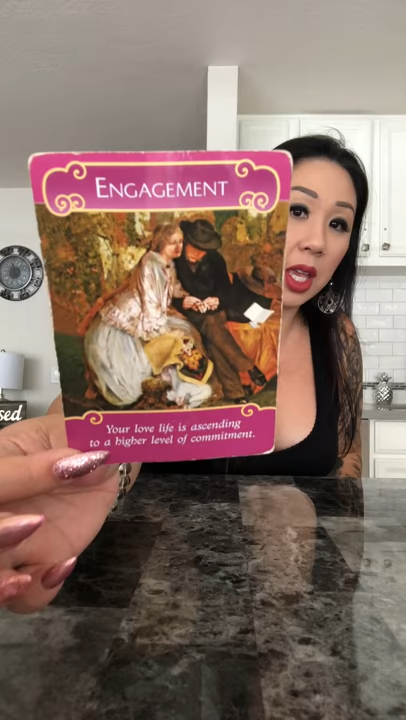 ENGAGEMENT
Your love life is ascending
to a higher level of commitment.
sed